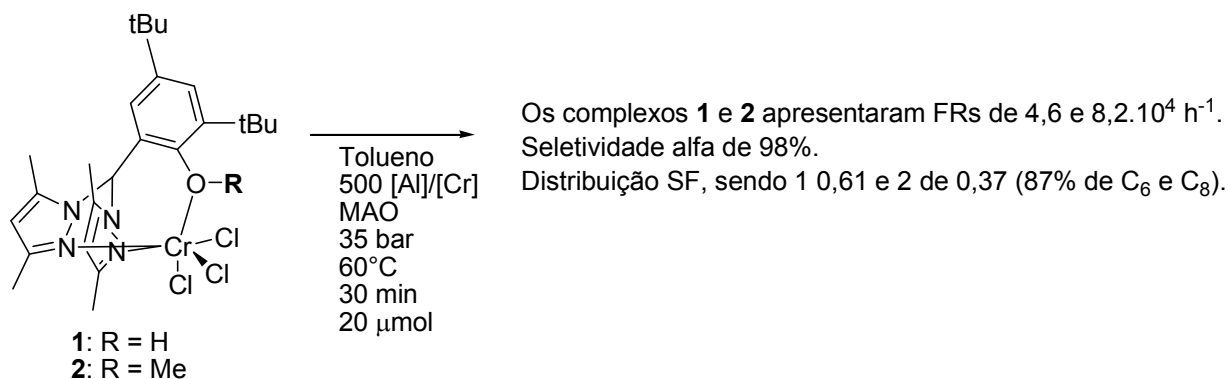 tBu
tBu
O
R
N
N
N
N
Cr
Cl
Cl
Cl
1: R = H
2: R = Me
Tolueno
500 [Al]/[Cr]
MAO
35 bar
60°C
30 min
20 µmol
Os complexos 1 e 2 apresentaram FRs de 4,6 e 8,2.10⁴ h⁻¹.
Seletividade alfa de 98%.
Distribuição SF, sendo 1 0,61 e 2 de 0,37 (87% de C₆ e C₈).